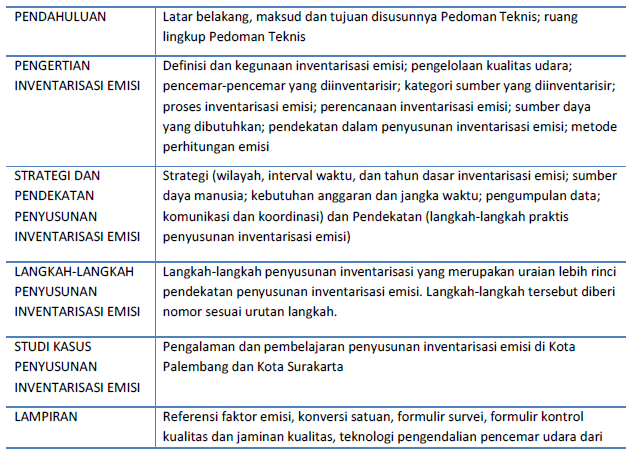 PENDAHULUAN
Latar belakang, maksud dan tujuan disusunnya Pedoman Teknis; ruang
lingkup Pedoman Teknis
PENGERTIAN
INVENTARISASI EMISI
Definisi dan kegunaan inventarisasi emisi; pengelolaan kualitas udara;
pencemar-pencemar yang diinventarisir; kategori sumber yang diinventarisir;
proses inventarisasi emisi; perencanaan inventarisasi emisi; sumber daya
yang dibutuhkan; pendekatan dalam penyusunan inventarisasi emisi; metode
perhitungan emisi
STRATEGI DAN
PENDEKATAN
PENYUSUNAN
INVENTARISASI EMISI
Strategi (wilayah, interval waktu, dan tahun dasar inventarisasi emisi; sumber
daya manusia; kebutuhan anggaran dan jangka waktu; pengumpulan data;
komunikasi dan koordinasi) dan Pendekatan (langkah-langkah praktis
penyusunan inventarisasi emisi)
LANGKAH-LANGKAH
PENYUSUNAN
INVENTARISASI EMISI
Langkah-langkah penyusunan inventarisasi yang merupakan uraian lebih rinci
pendekatan penyusunan inventarisasi emisi. Langkah-langkah tersebut diberi
nomor sesuai urutan langkah.
STUDI KASUS
PENYUSUNAN
INVENTARISASI EMISI
Pengalaman dan pembelajaran penyusunan inventarisasi emisi di Kota
Palembang dan Kota Surakarta
LAMPIRAN
Referensi faktor emisi, konversi satuan, formulir survei, formulir kontrol
kualitas dan jaminan kualitas, teknologi pengendalian pencemar udara dari